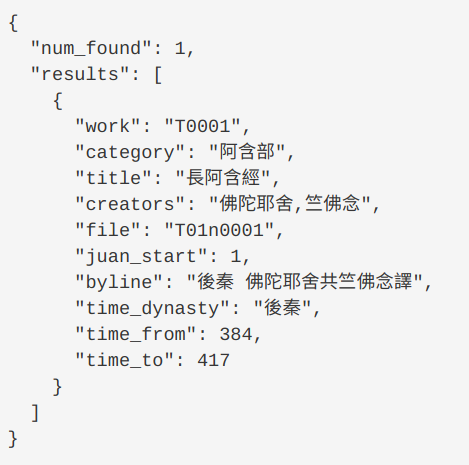 {
  "num_found": 1,
  "results": [
    {
      "work": "T0001",
      "category": "阿含部",
      "title": "長阿含經",
      "creators": "佛陀耶舍,竺佛念",
      "file": "T01n0001",
      "juan_start": 1,
      "byline": "後秦 佛陀耶舍共竺佛念譯",
      "time_dynasty": "後秦",
      "time_from": 384,
      "time_to": 417
    }
  ]
}